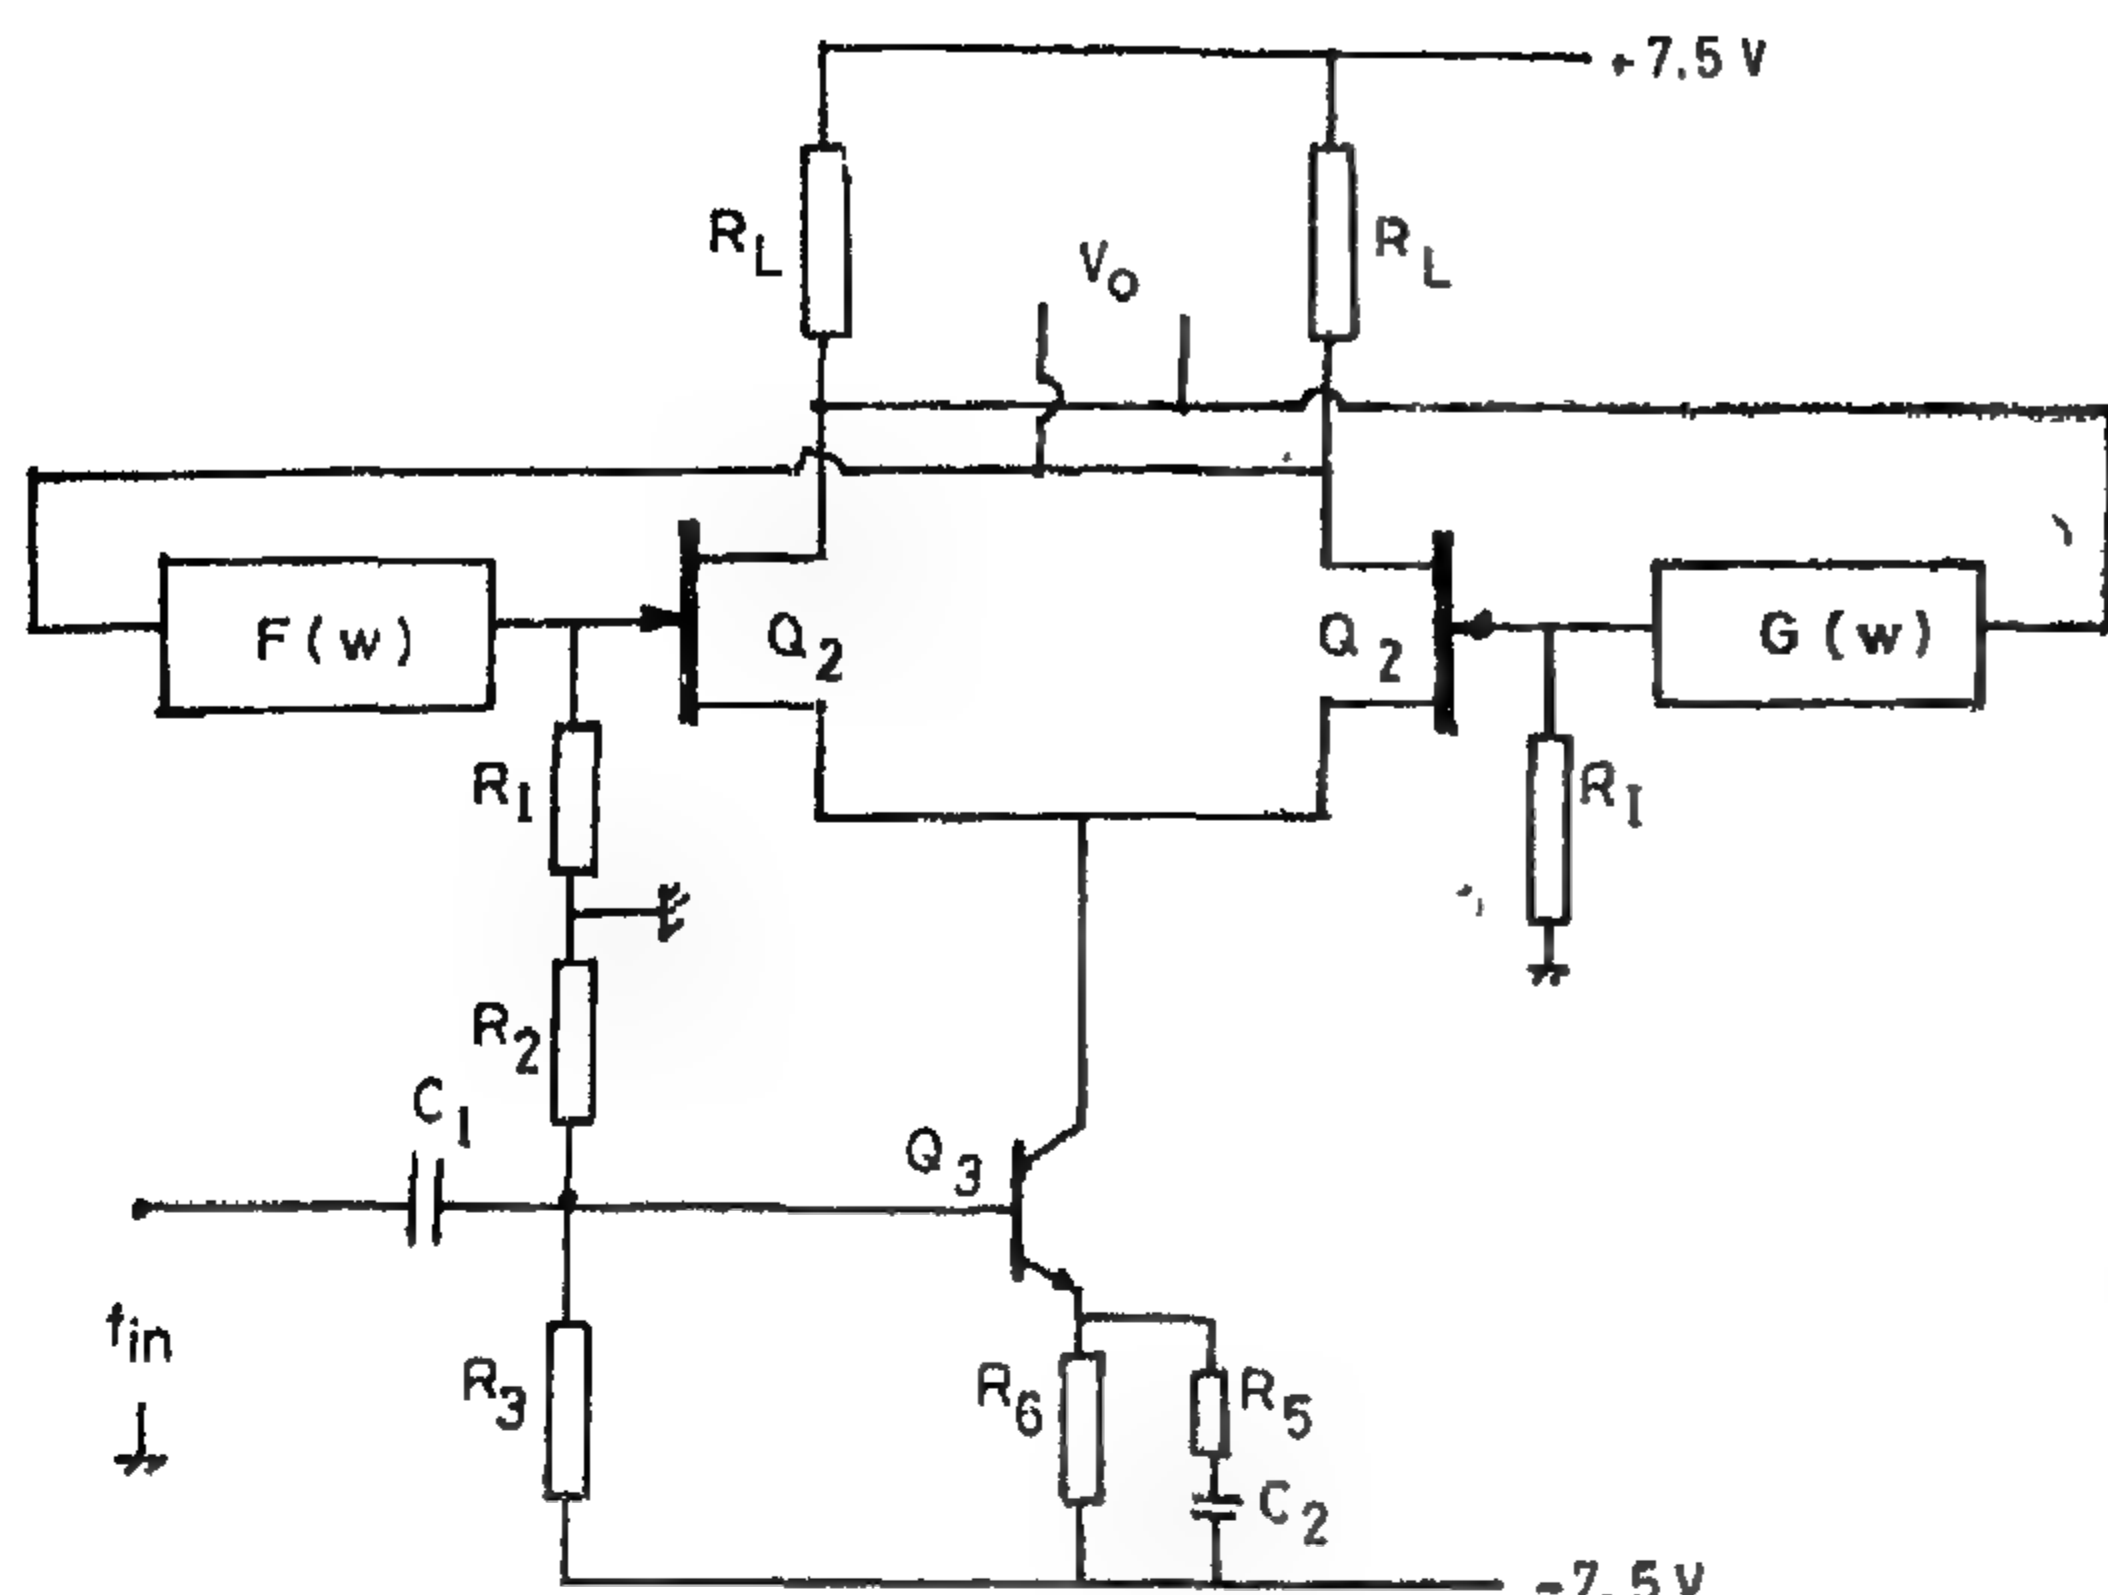 +7.5 V
R_L
V_O
R_L
F(w)
Q_2
Q_2
G(w)
R_1
R_1
R_2
C_1
Q_3
f_in
R_3
R_6
R_5
C_2
-7.5 V